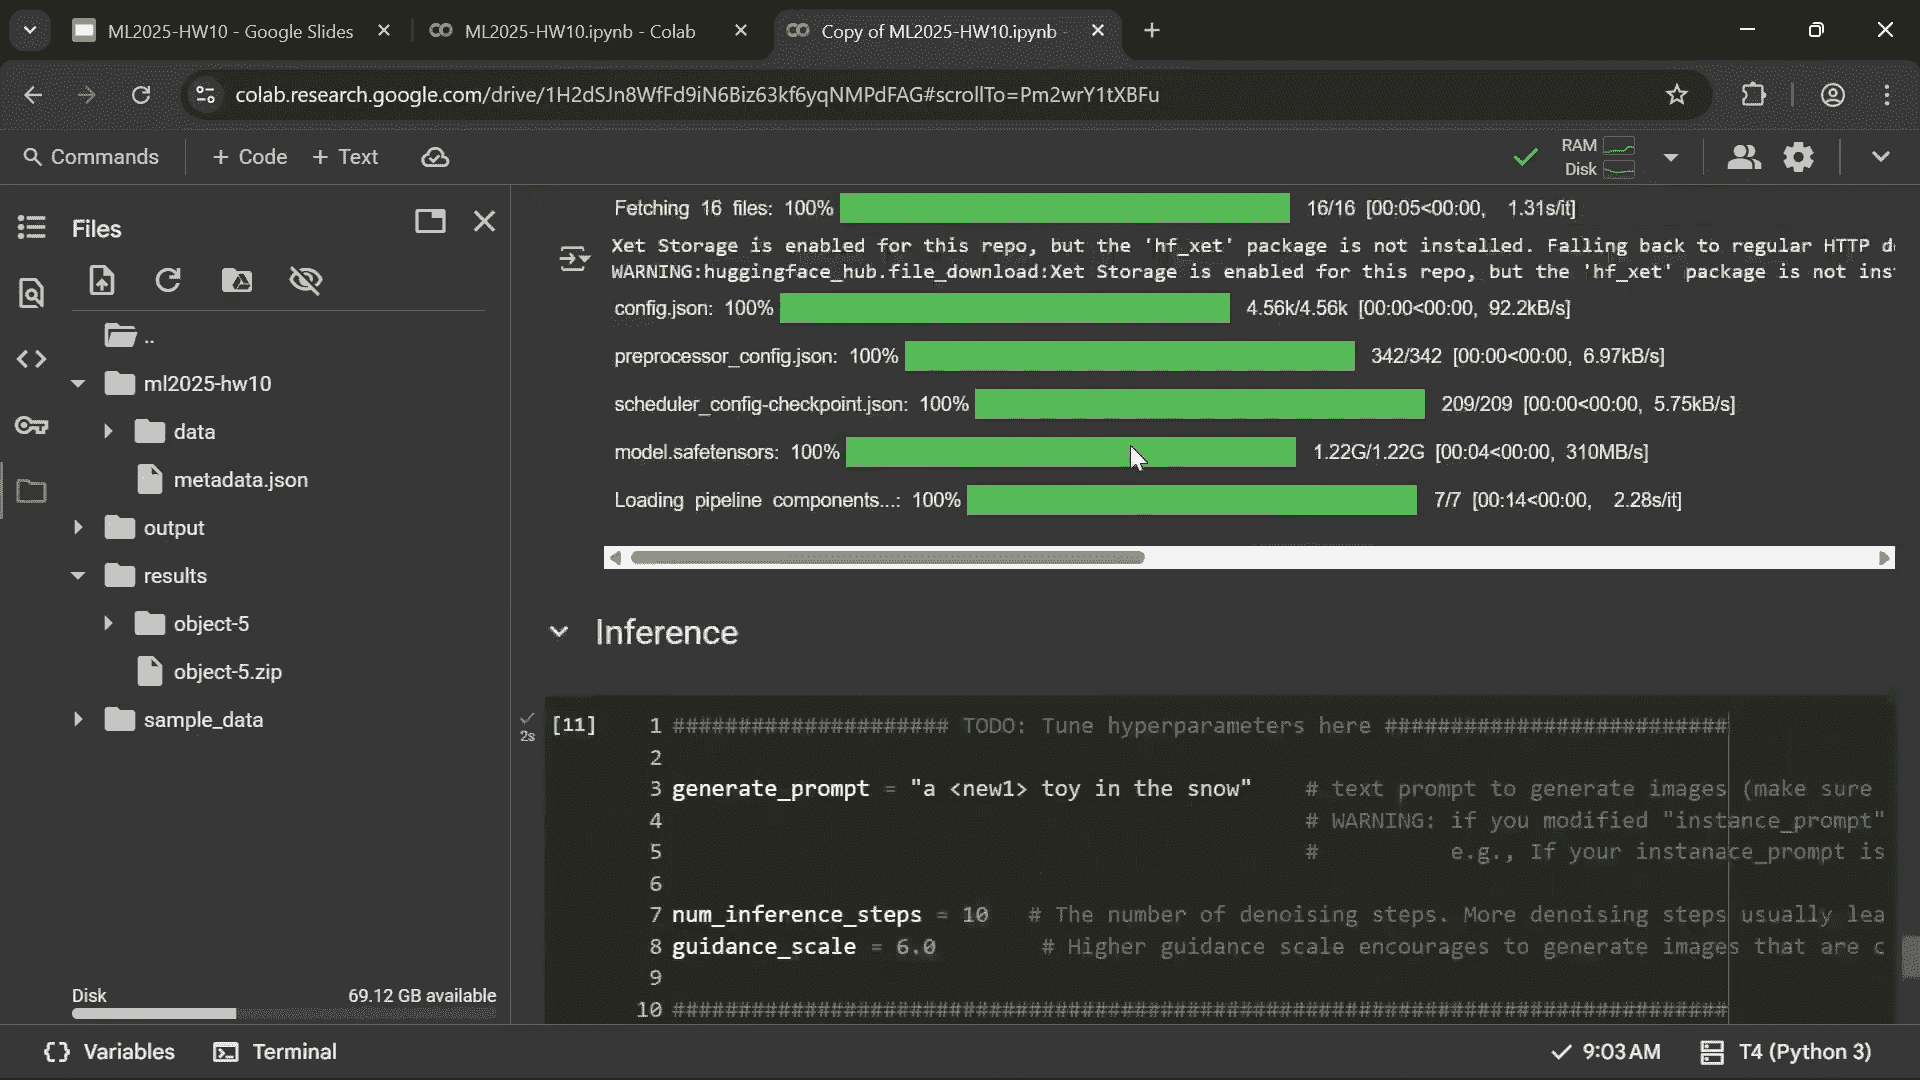 ML2025-HW10 - Google Slides
ML2025-HW10.ipynb - Colab
Copy of ML2025-HW10.ipynb
colab.research.google.com/drive/1H2dSJn8WfFd9iN6Biz63kf6yqNMPdFAG#scrollTo=Pm2wrY1tXBFu
Commands
+ Code
+ Text
RAM
Disk
Files
..
ml2025-hw10
data
metadata.json
output
results
object-5
object-5.zip
sample_data
Disk
69.12 GB available
Fetching 16 files: 100%
16/16 [00:05<00:00, 1.31s/it]
Xet Storage is enabled for this repo, but the 'hf_xet' package is not installed. Falling back to regular HTTP d
WARNING:huggingface_hub.file_download:Xet Storage is enabled for this repo, but the 'hf_xet' package is not ins
config.json: 100%
4.56k/4.56k [00:00<00:00, 92.2kB/s]
preprocessor_config.json: 100%
342/342 [00:00<00:00, 6.97kB/s]
scheduler_config-checkpoint.json: 100%
209/209 [00:00<00:00, 5.75kB/s]
model.safetensors: 100%
1.22G/1.22G [00:04<00:00, 310MB/s]
Loading pipeline components...: 100%
7/7 [00:14<00:00, 2.28s/it]
Inference
2s
[11]
1 ##################### TODO: Tune hyperparameters here ##########################
2
3 generate_prompt = "a <new1> toy in the snow" # text prompt to generate images (make sure
4 # WARNING: if you modified "instance_prompt"
5 # e.g., If your instanace_prompt is
6
7 num_inference_steps = 10 # The number of denoising steps. More denoising steps usually lea
8 guidance_scale = 6.0 # Higher guidance scale encourages to generate images that are c
9
10 ################################################################################
Variables
Terminal
9:03 AM
T4 (Python 3)